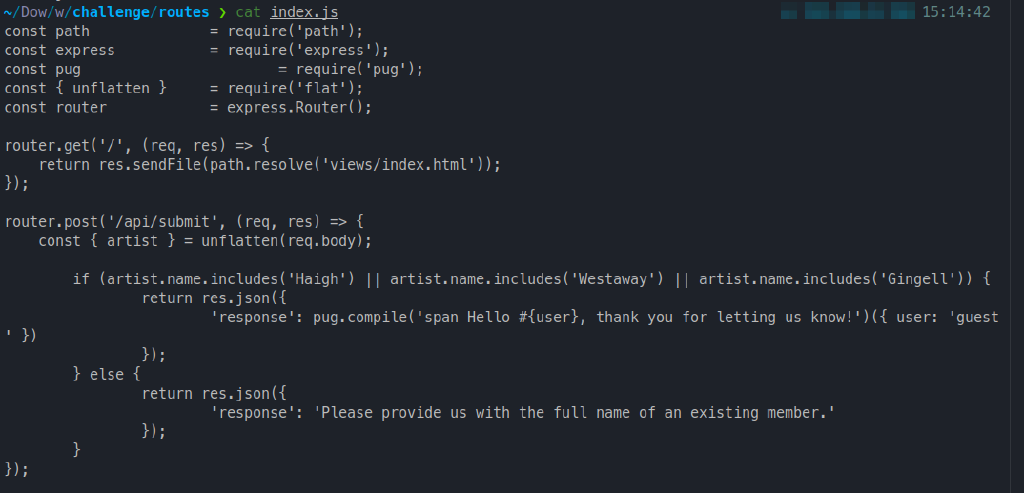 ~/Dow/w/challenge/routes ❯ cat index.js 15:14:42
const path              = require('path');
const express           = require('express');
const pug                       = require('pug');
const { unflatten }     = require('flat');
const router            = express.Router();

router.get('/', (req, res) => {
    return res.sendFile(path.resolve('views/index.html'));
});

router.post('/api/submit', (req, res) => {
    const { artist } = unflatten(req.body);

        if (artist.name.includes('Haigh') || artist.name.includes('Westaway') || artist.name.includes('Gingell')) {
                return res.json({
                        'response': pug.compile('span Hello #{user}, thank you for letting us know!')({ user: 'guest
' })
                });
        } else {
                return res.json({
                        'response': 'Please provide us with the full name of an existing member.'
                });
        }
});